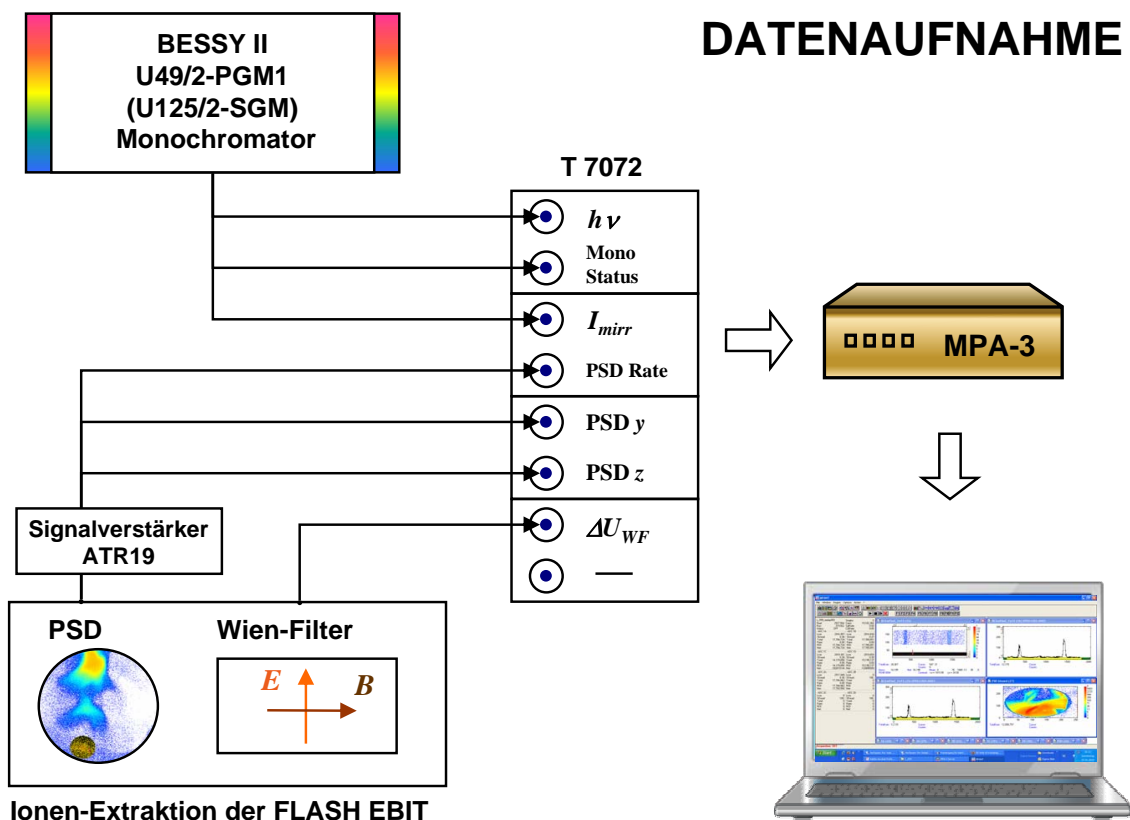 DATENAUFNAHME
BESSY II
U49/2-PGM1
(U125/2-SGM)
Monochromator
T 7072
hν
Mono
Status
I_mirr
PSD Rate
PSD y
PSD z
ΔU_WF
—
MPA-3
Signalverstärker
ATR19
PSD
Wien-Filter
E
B
Ionen-Extraktion der FLASH EBIT